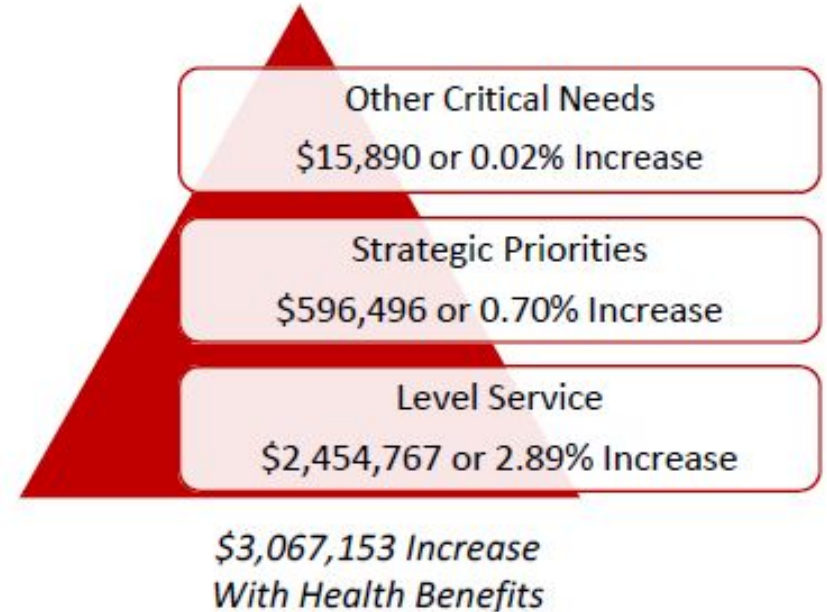 Other Critical Needs
$15,890 or 0.02% Increase
Strategic Priorities
$596,496 or 0.70% Increase
Level Service
$2,454,767 or 2.89% Increase
$3,067,153 Increase
With Health Benefits